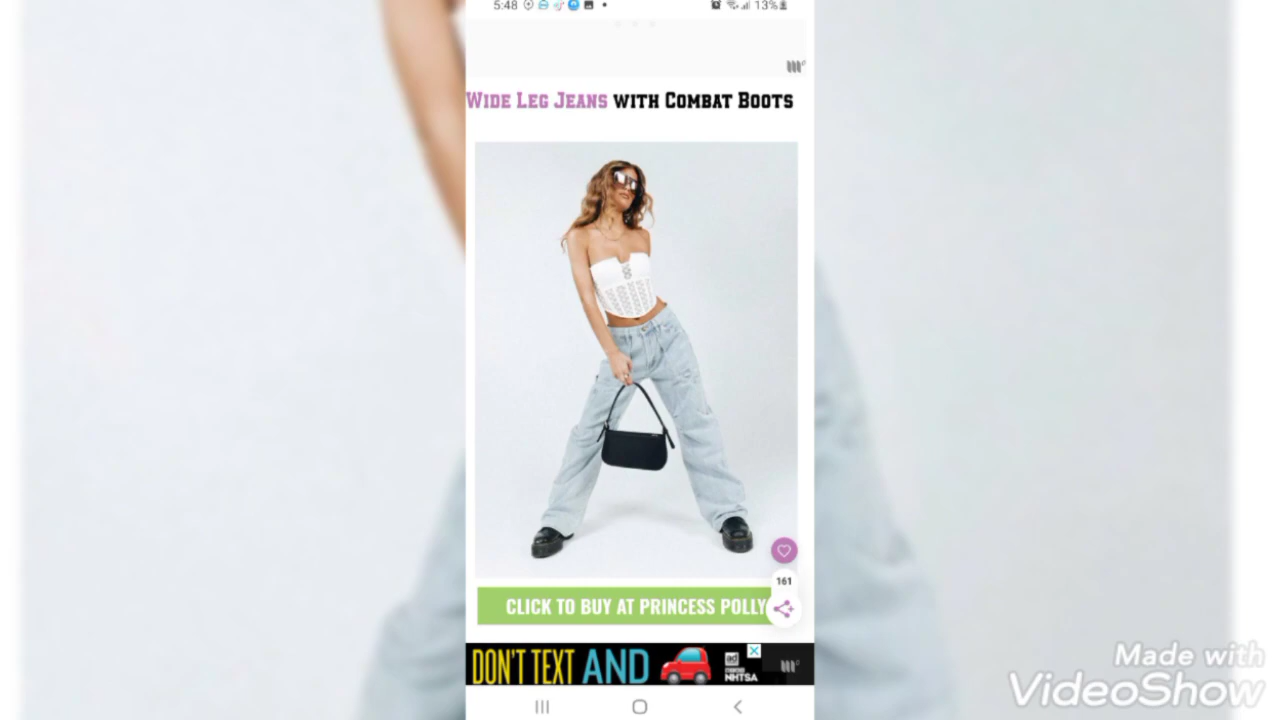 5:48
13%
WIDE LEG JEANS WITH COMBAT BOOTS
161
CLICK TO BUY AT PRINCESS POLLY
DON'T TEXT AND
ad
NHTSA
Made with
VideoShow